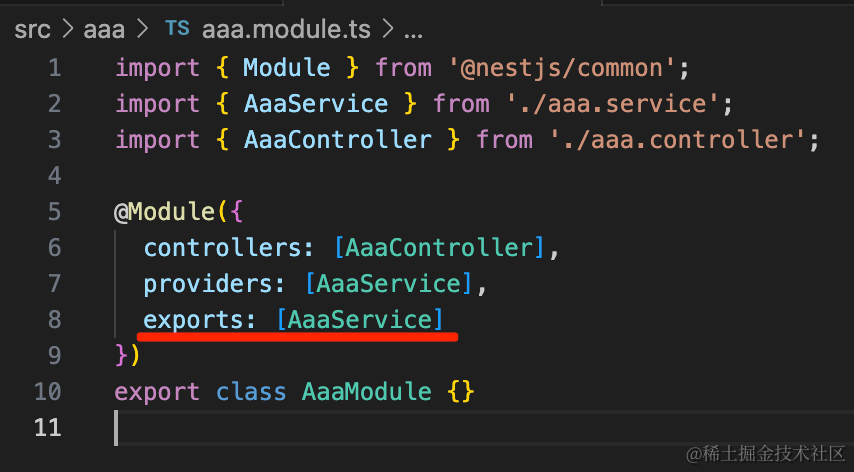 src > aaa > TS aaa.module.ts > ...
1 import { Module } from '@nestjs/common';
2 import { AaaService } from './aaa.service';
3 import { AaaController } from './aaa.controller';
4
5 @Module({
6 controllers: [AaaController],
7 providers: [AaaService],
8 exports: [AaaService]
9 })
10 export class AaaModule {}
11
@稀土掘金技术社区